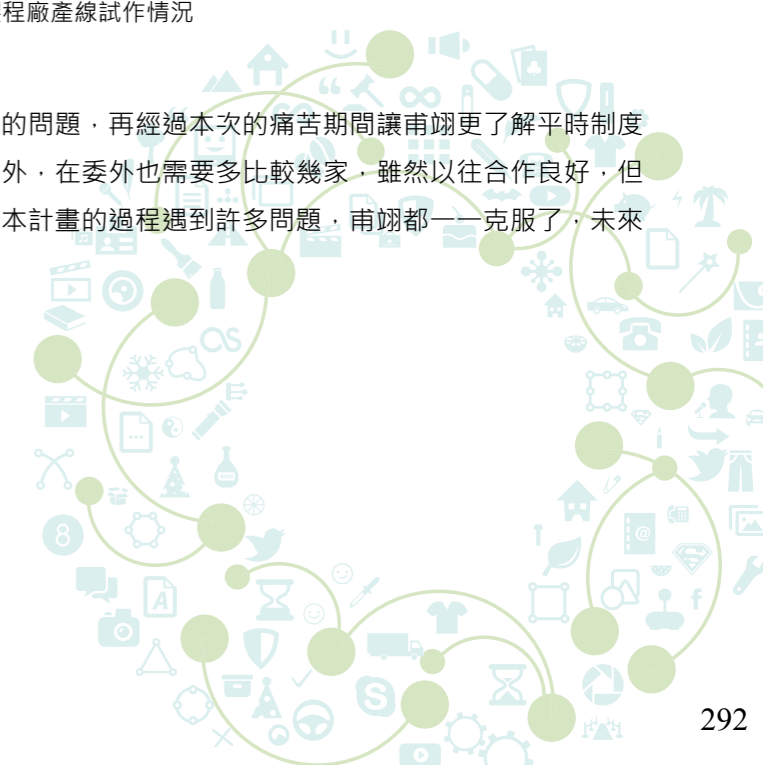 程廠產線試作情況
的問題，再經過本次的痛苦期間讓甫翊更了解平時制度
外，在委外也需要多比較幾家，雖然以往合作良好，但
本計畫的過程遇到許多問題，甫翊都一一克服了，未來
292